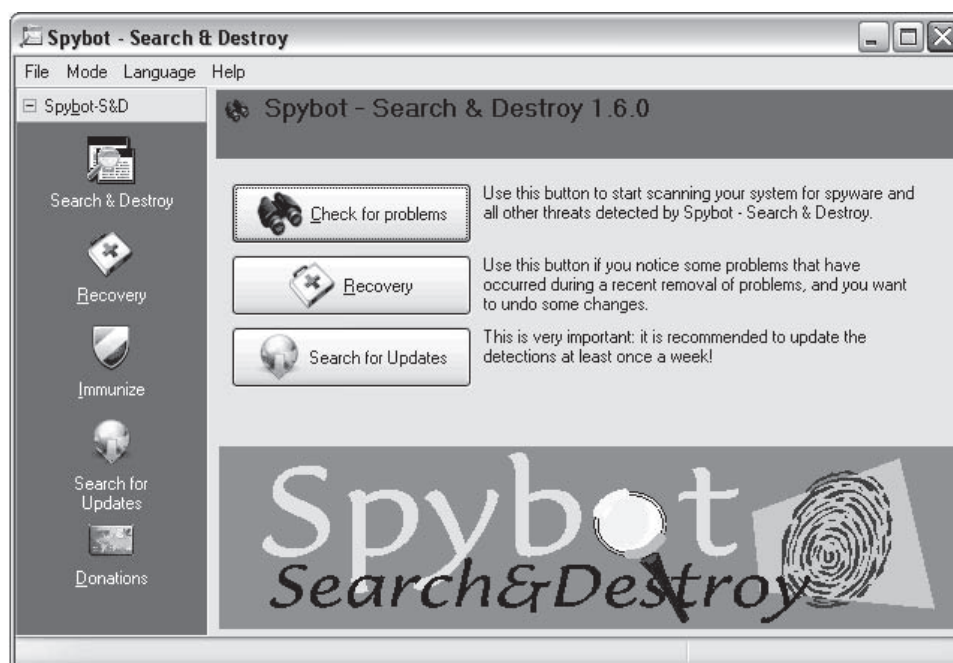 Spybot - Search & Destroy
File Mode Language Help
Spybot-S&D
Search & Destroy
Recovery
Immunize
Search for
Updates
Donations
Spybot - Search & Destroy 1.6.0
Check for problems
Use this button to start scanning your system for spyware and
all other threats detected by Spybot - Search & Destroy.
Recovery
Use this button if you notice some problems that have
occurred during a recent removal of problems, and you want
to undo some changes.
Search for Updates
This is very important: it is recommended to update the
detections at least once a week!
Spybot
Search&Destroy